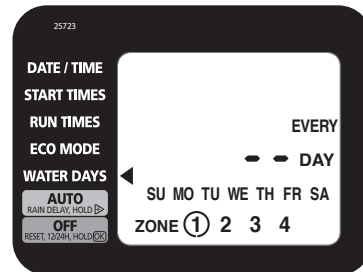 25723
DATE / TIME
START TIMES
RUN TIMES
ECO MODE
WATER DAYS
AUTO
RAIN DELAY, HOLD
OFF
RESET, 12/24H, HOLD OK
EVERY
-- DAY
SU MO TU WE TH FR SA
ZONE 1 2 3 4